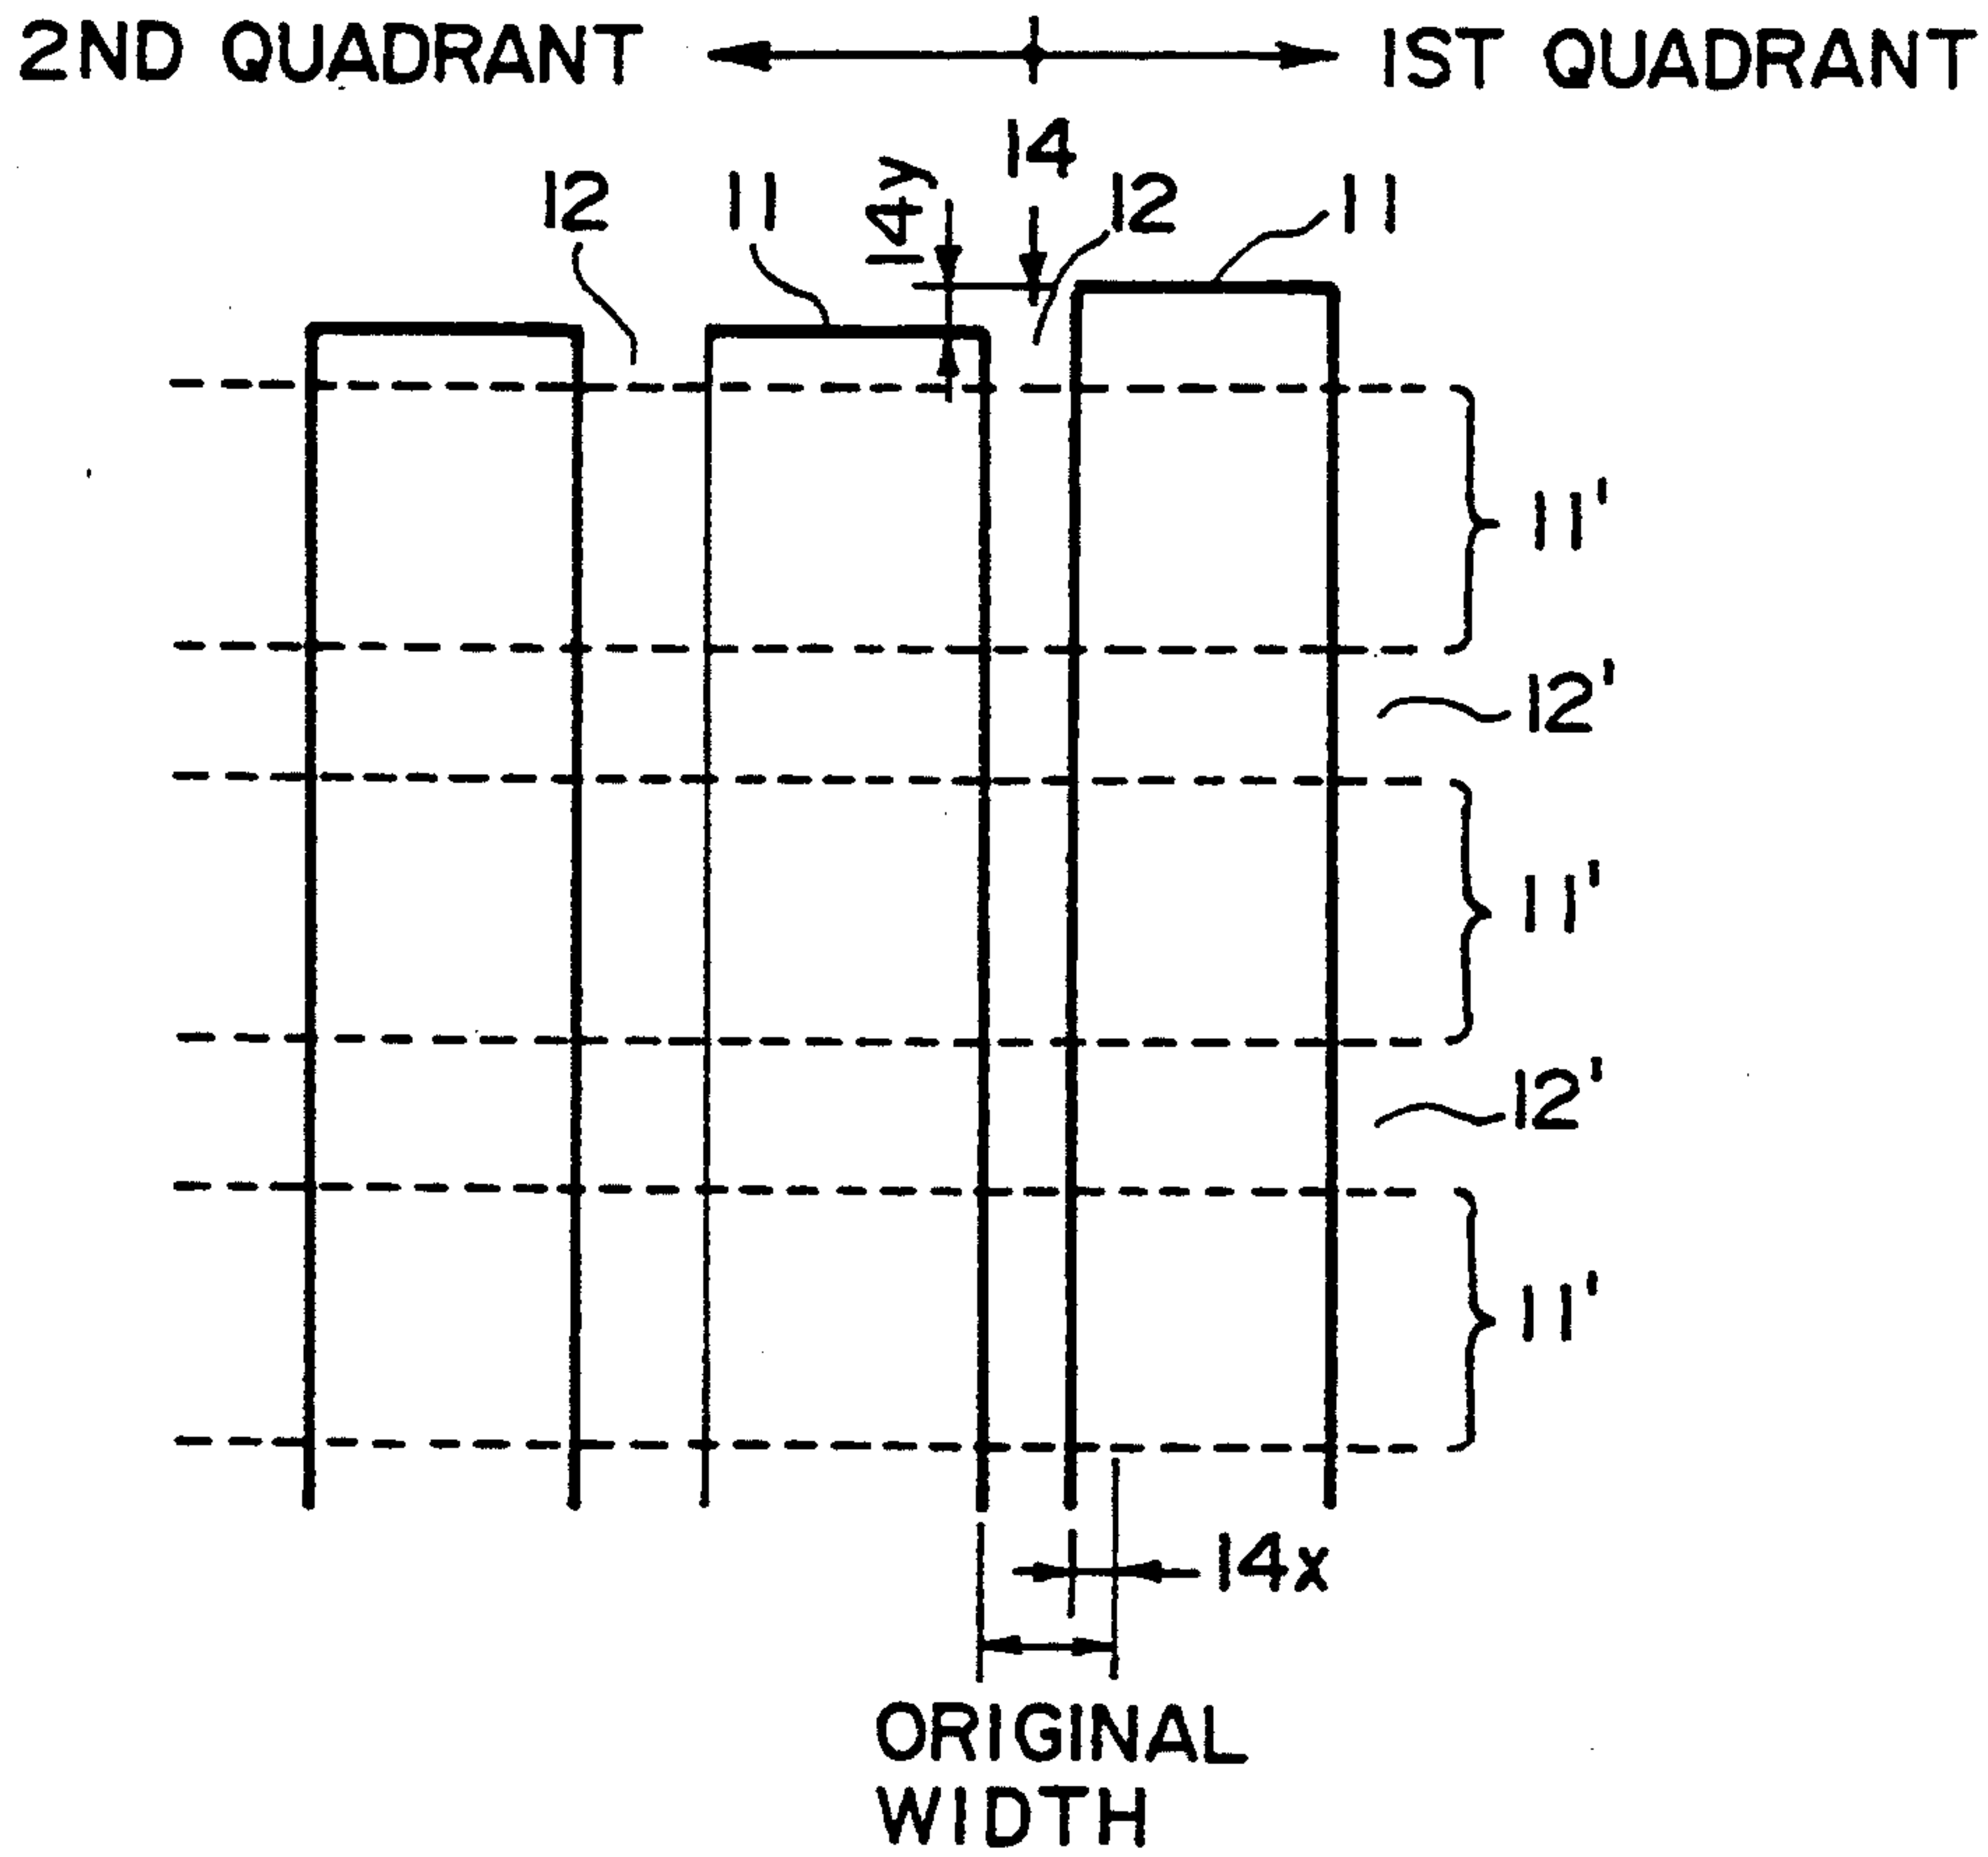 2ND QUADRANT 1ST QUADRANT
14
12 11 14y 12 11
11'
12'
11'
12'
11'
14x
ORIGINAL
WIDTH